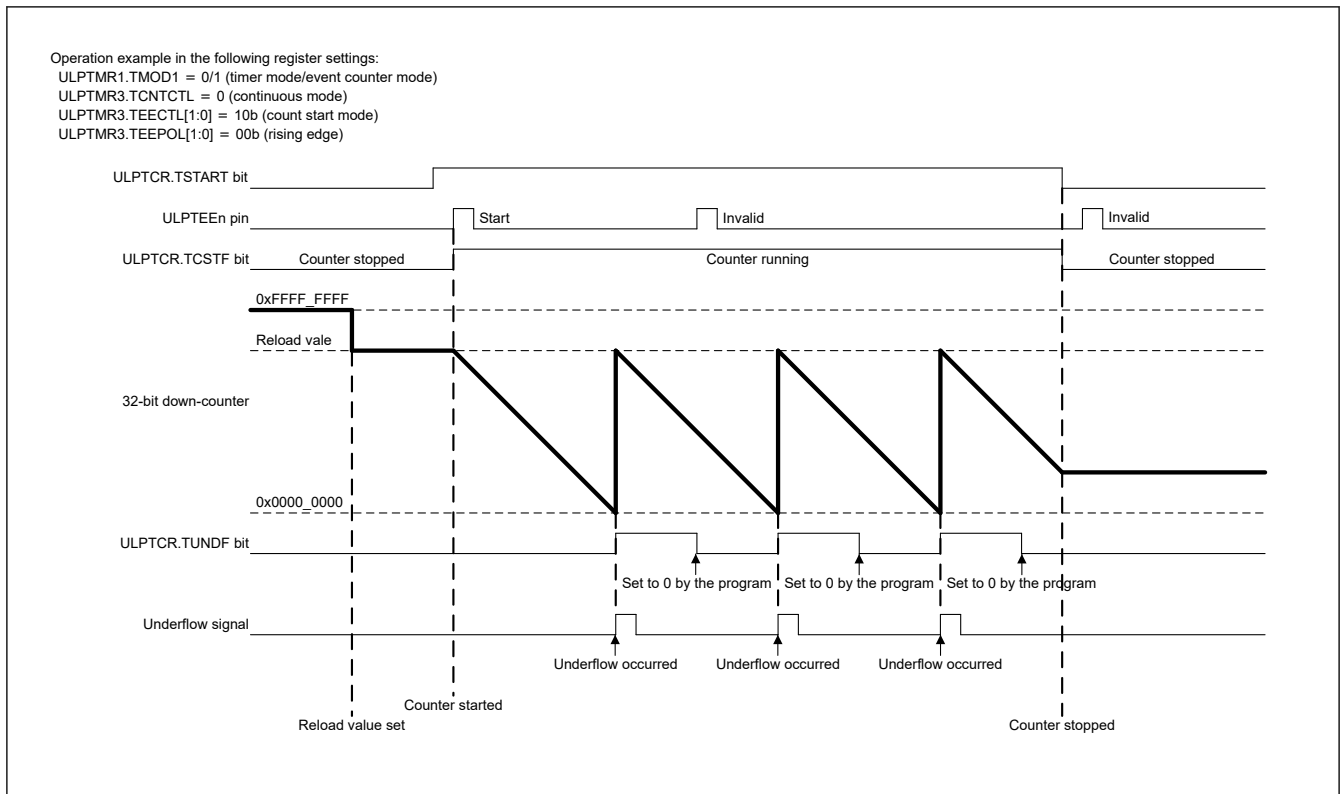 Operation example in the following register settings:
ULPTMR1.TMOD1 = 0/1 (timer mode/event counter mode)
ULPTMR3.TCNTCTL = 0 (continuous mode)
ULPTMR3.TEECTL[1:0] = 10b (count start mode)
ULPTMR3.TEEPOL[1:0] = 00b (rising edge)
ULPTCR.TSTART bit
ULPTEEn pin Start Invalid Invalid
ULPTCR.TCSTF bit Counter stopped Counter running Counter stopped
0xFFFF_FFFF
Reload vale
32-bit down-counter
0x0000_0000
ULPTCR.TUNDF bit
Set to 0 by the program Set to 0 by the program Set to 0 by the program
Underflow signal
Underflow occurred Underflow occurred Underflow occurred
Counter started
Reload value set Counter stopped